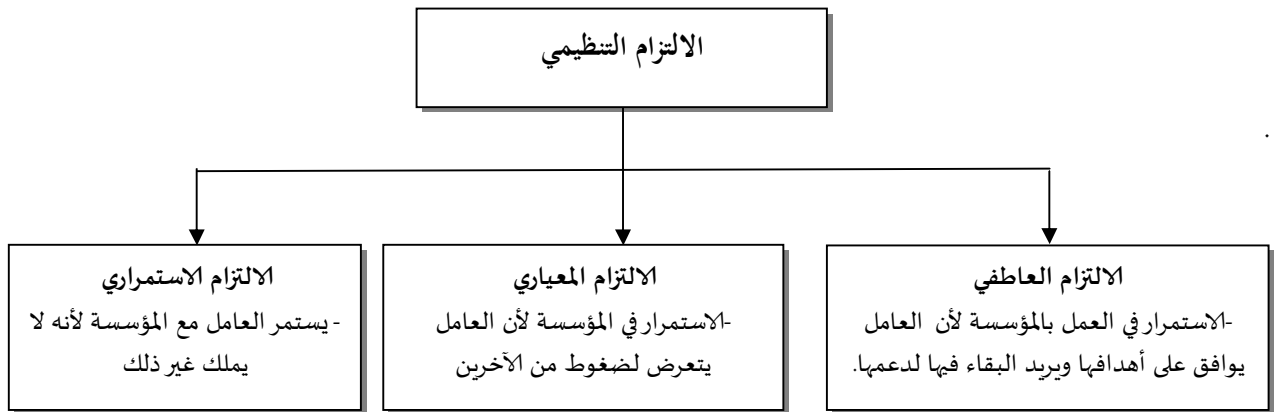 الالتزام التنظيمي
.
الالتزام العاطفي
-الاستمرار في العمل بالمؤسسة لأن العامل
يوافق على أهدافها ويريد البقاء فيها لدعمها.
الالتزام المعياري
-الاستمرار في المؤسسة لأن العامل
يتعرض لضغوط من الآخرين
الالتزام الاستمراري
- يستمر العامل مع المؤسسة لأنه لا
يملك غير ذلك